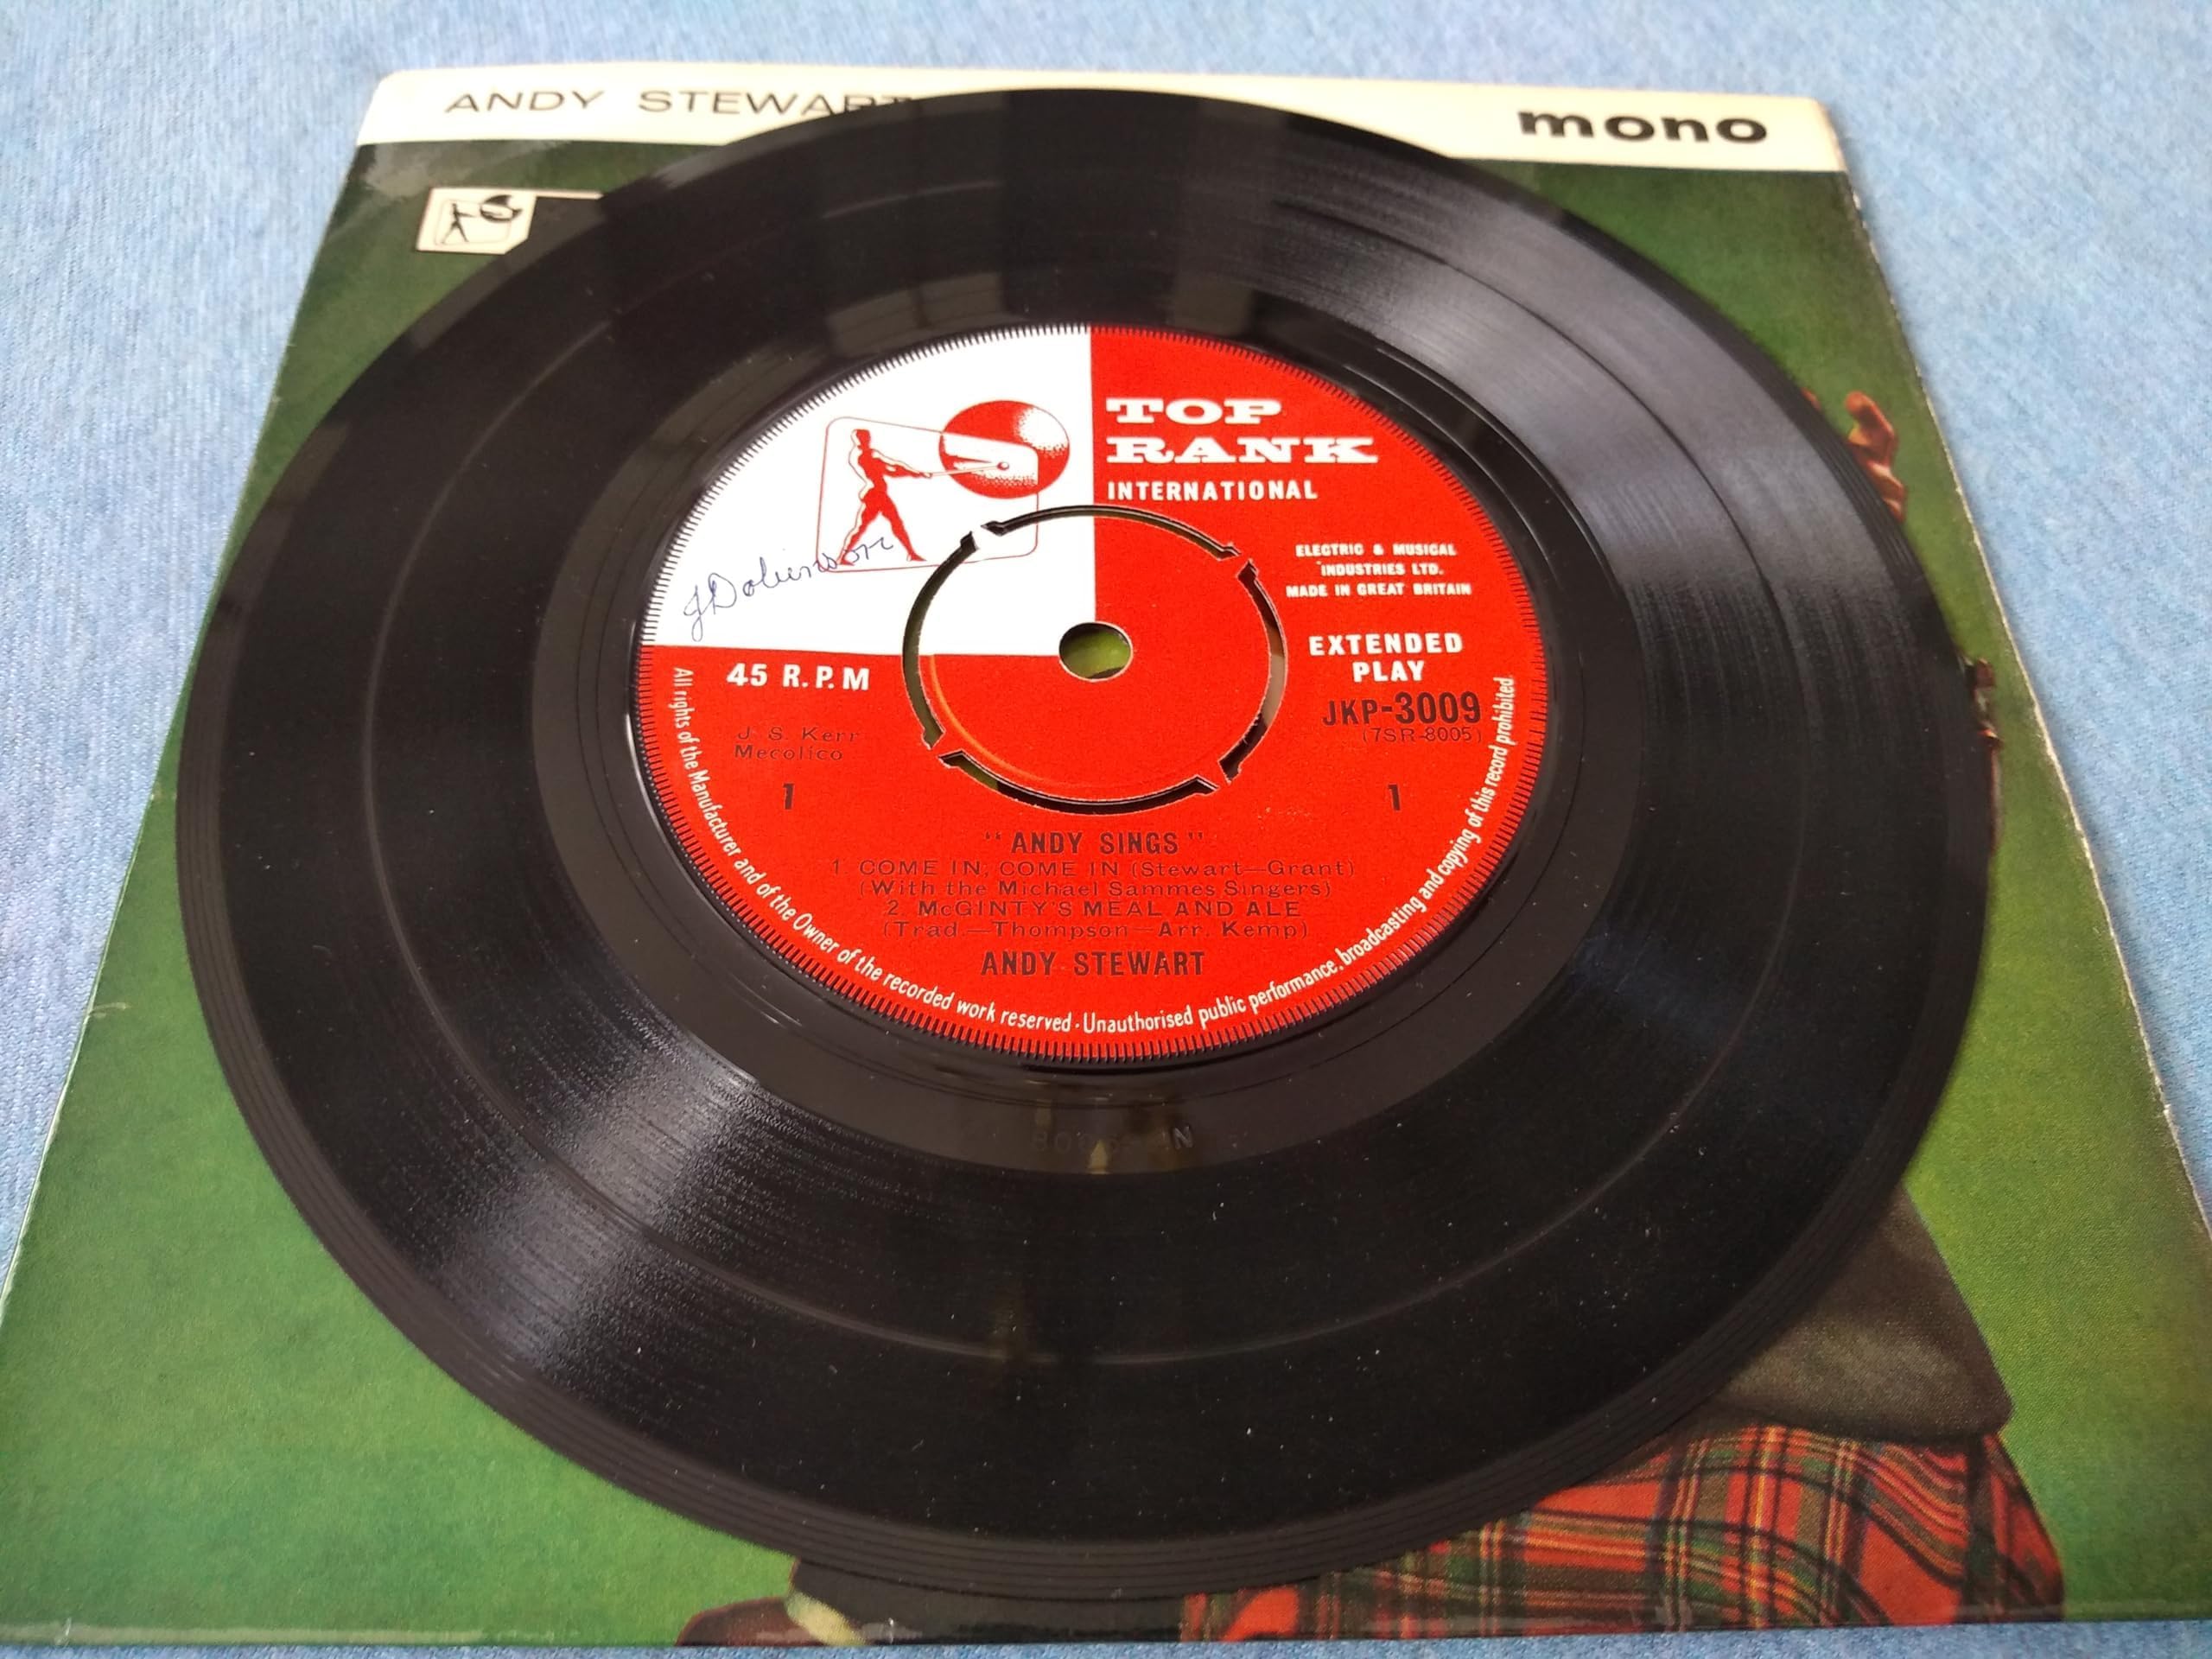 ANDY STEWART
mono
TOP
RANK
INTERNATIONAL
ELECTRIC & MUSICAL
INDUSTRIES LTD.
MADE IN GREAT BRITAIN
JDobinson
45 R.P.M
EXTENDED
PLAY
JKP-3009
(7SR-8005)
J. S. Kerr
Mecolico
1
1
"ANDY SINGS"
1 COME IN, COME IN (Stewart—Grant)
(With the Michael Sammes Singers)
2 McGINTY'S MEAL AND ALE
(Trad.—Thompson—Arr. Kemp)
ANDY STEWART
All rights of the Manufacturer and of the Owner of the recorded work reserved · Unauthorised public performance, broadcasting and copying of this record prohibited.